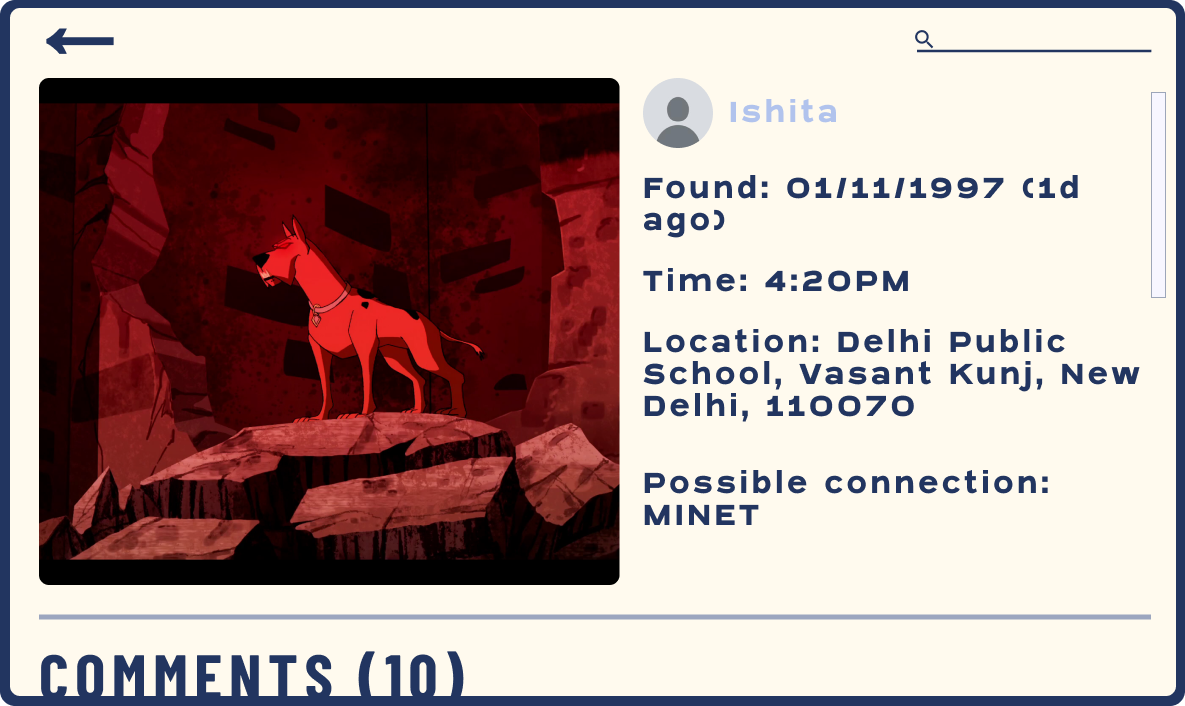 Ishita
Found: 01/11/1997 (1d
ago)
Time: 4:20PM
Location: Delhi Public
School, Vasant Kunj, New
Delhi, 110070
Possible connection:
MINET
COMMENTS (10)